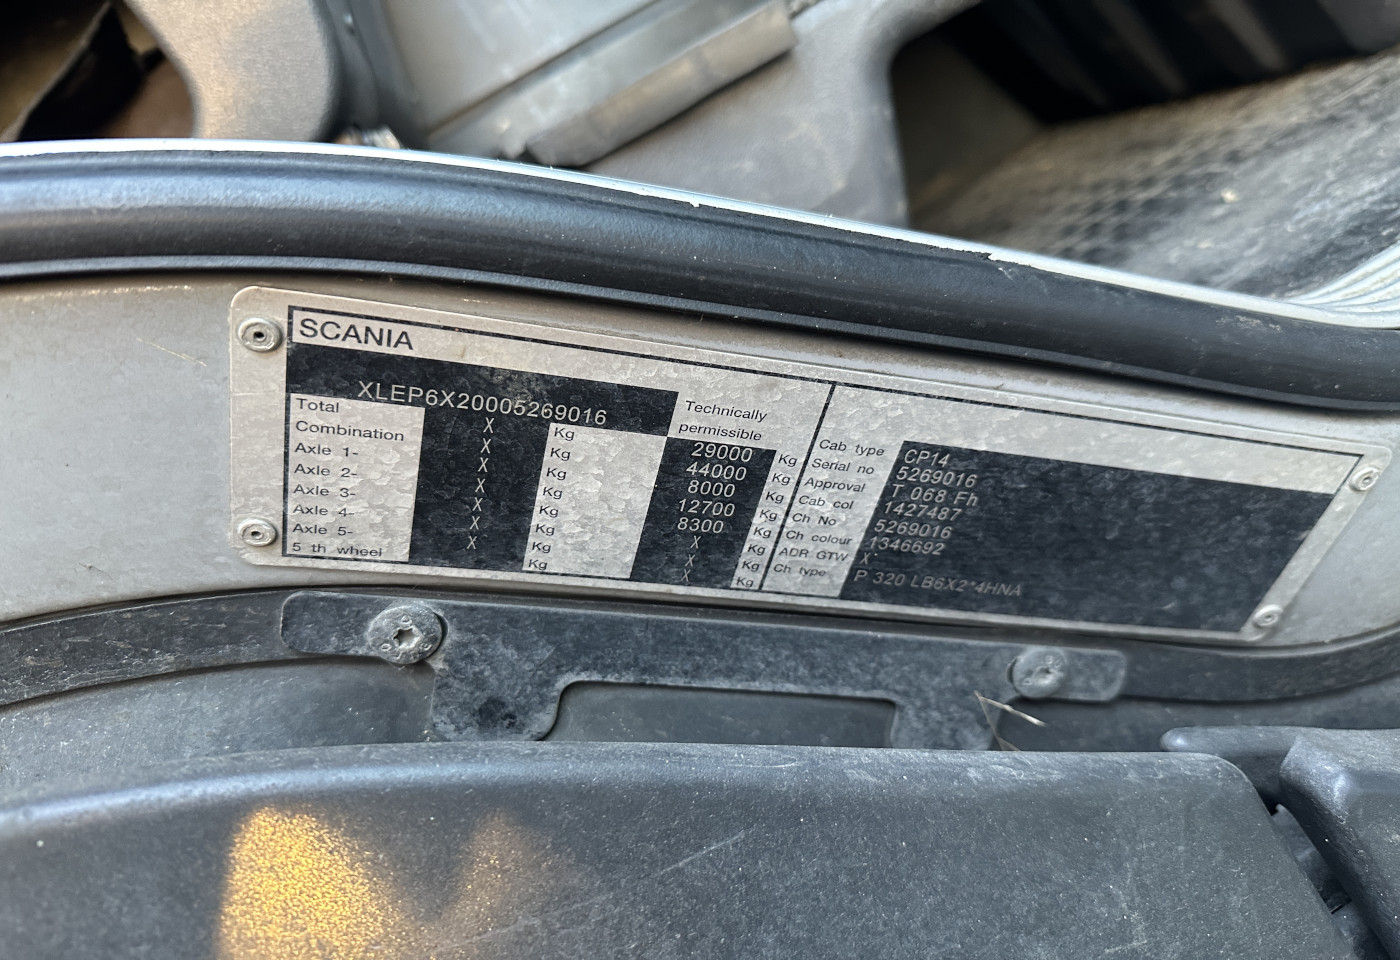 SCANIA
XLEP6X20005269016
Technically
permissible
Total X Kg 29000 Kg
Combination X Kg 44000 Kg
Axle 1- X Kg 8000 Kg
Axle 2- X Kg 12700 Kg
Axle 3- X Kg 8300 Kg
Axle 4- X Kg X Kg
Axle 5- X Kg X Kg
5 th wheel Kg X Kg
Cab type CP14
Serial no 5269016
Approval T 068 Fh
Cab col 1427487
Ch No 5269016
Ch colour 1346692
ADR GTW X
Ch type P 320 LB6X2*4HNA